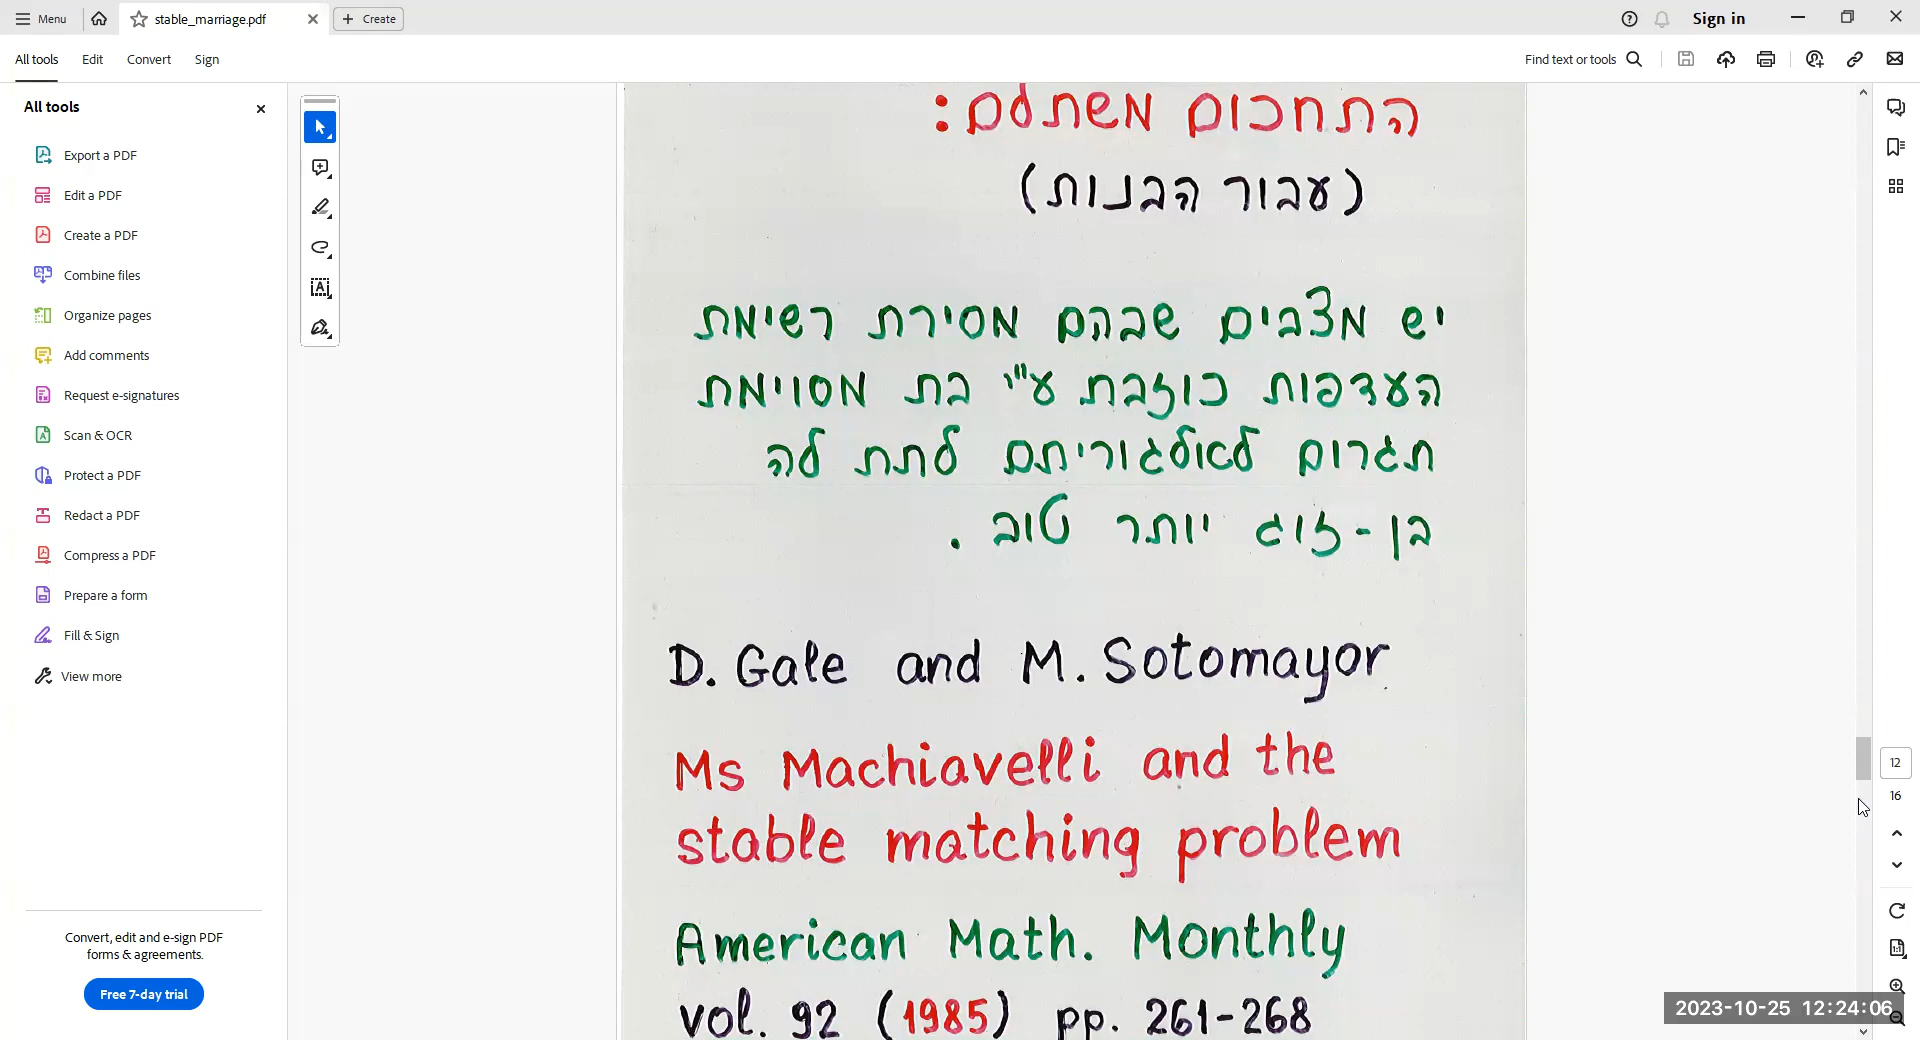 Menu
stable_marriage.pdf
Create
Sign in
All tools
Edit
Convert
Sign
Find text or tools
All tools
Export a PDF
Edit a PDF
Create a PDF
Combine files
Organize pages
Add comments
Request e-signatures
Scan & OCR
Protect a PDF
Redact a PDF
Compress a PDF
Prepare a form
Fill & Sign
View more
Convert, edit and e-sign PDF
forms & agreements.
Free 7-day trial
התחכום משתלם:
(עבור הבנות)
יש מצבים שבהם מסירת רשימת
העדפות כוזבת ע"י בת מסויימת
תגרום לאלגוריתם לתת לה
בן-זוג יותר טוב.
D. Gale and M. Sotomayor
Ms Machiavelli and the
stable matching problem
American Math. Monthly
vol. 92 (1985) pp. 261-268
12
16
2023-10-25 12:24:06